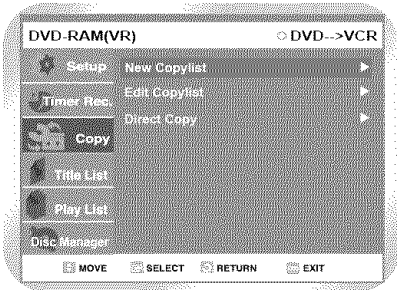 DVD-RAM(VR) DVD-->VCR
Setup
Timer Rec.
Copy
Title List
Play List
Disc Manager
New Copylist
Edit Copylist
Direct Copy
MOVE SELECT RETURN EXIT